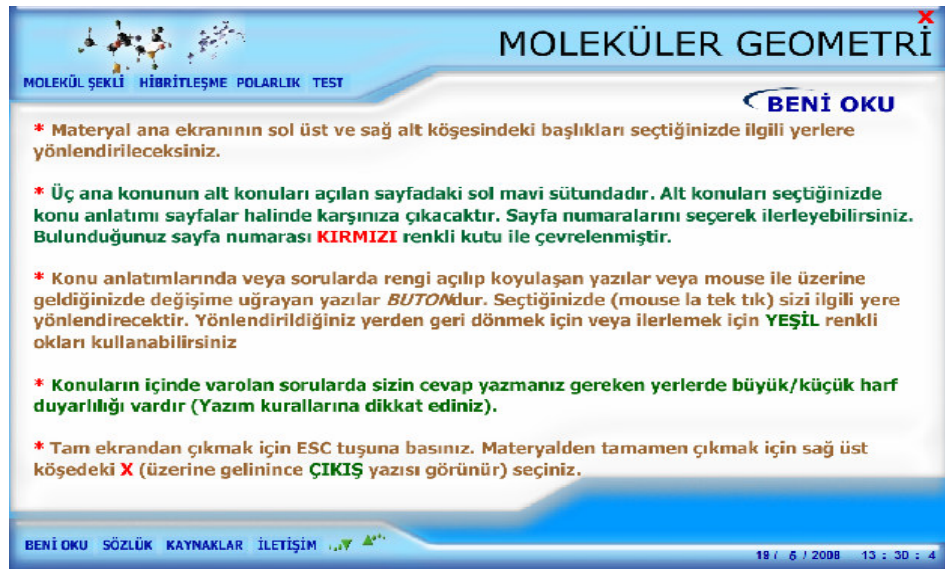 X
MOLEKÜLER GEOMETRİ
MOLEKÜL ŞEKLİ HİBRİTLEŞME POLARLIK TEST
BENİ OKU
* Materyal ana ekranının sol üst ve sağ alt köşesindeki başlıkları seçtiğinizde ilgili yerlere
yönlendirileceksiniz.
* Üç ana konunun alt konuları açılan sayfadaki sol mavi sütundadır. Alt konuları seçtiğinizde
konu anlatımı sayfalar halinde karşınıza çıkacaktır. Sayfa numaralarını seçerek ilerleyebilirsiniz.
Bulunduğunuz sayfa numarası KIRMIZI renkli kutu ile çevrelenmiştir.
* Konu anlatımlarında veya sorularda rengi açılıp koyulaşan yazılar veya mouse ile üzerine
geldiğinizde değişime uğrayan yazılar BUTONdur. Seçtiğinizde (mouse la tek tık) sizi ilgili yere
yönlendirecektir. Yönlendirildiğiniz yerden geri dönmek için veya ilerlemek için YEŞİL renkli
okları kullanabilirsiniz
* Konuların içinde varolan sorularda sizin cevap yazmanız gereken yerlerde büyük/küçük harf
duyarlılığı vardır (Yazım kurallarına dikkat ediniz).
* Tam ekrandan çıkmak için ESC tuşuna basınız. Materyalden tamamen çıkmak için sağ üst
köşedeki X (üzerine gelinince ÇIKIŞ yazısı görünür) seçiniz.
BENİ OKU SÖZLÜK KAYNAKLAR İLETİŞİM
19 / 6 / 2008 13 : 30 : 4